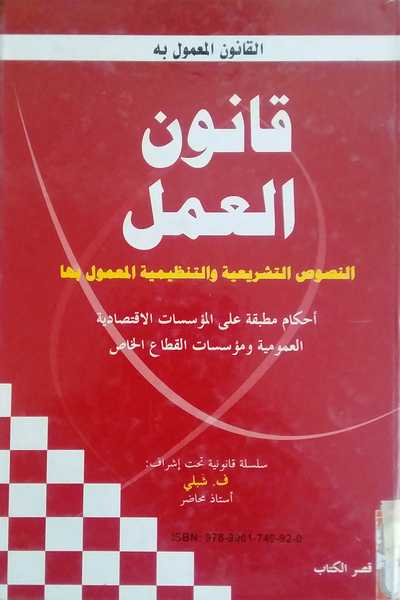 القانون المعمول به
قانون
العمل
النصوص التشريعية والتنظيمية المعمول بها
أحكام مطبقة على المؤسسات الاقتصادية
العمومية ومؤسسات القطاع الخاص
سلسلة قانونية تحت إشراف:
ف. شبلي
أستاذ محاضر
ISBN: 978-9961-740-92-0
قصر الكتاب